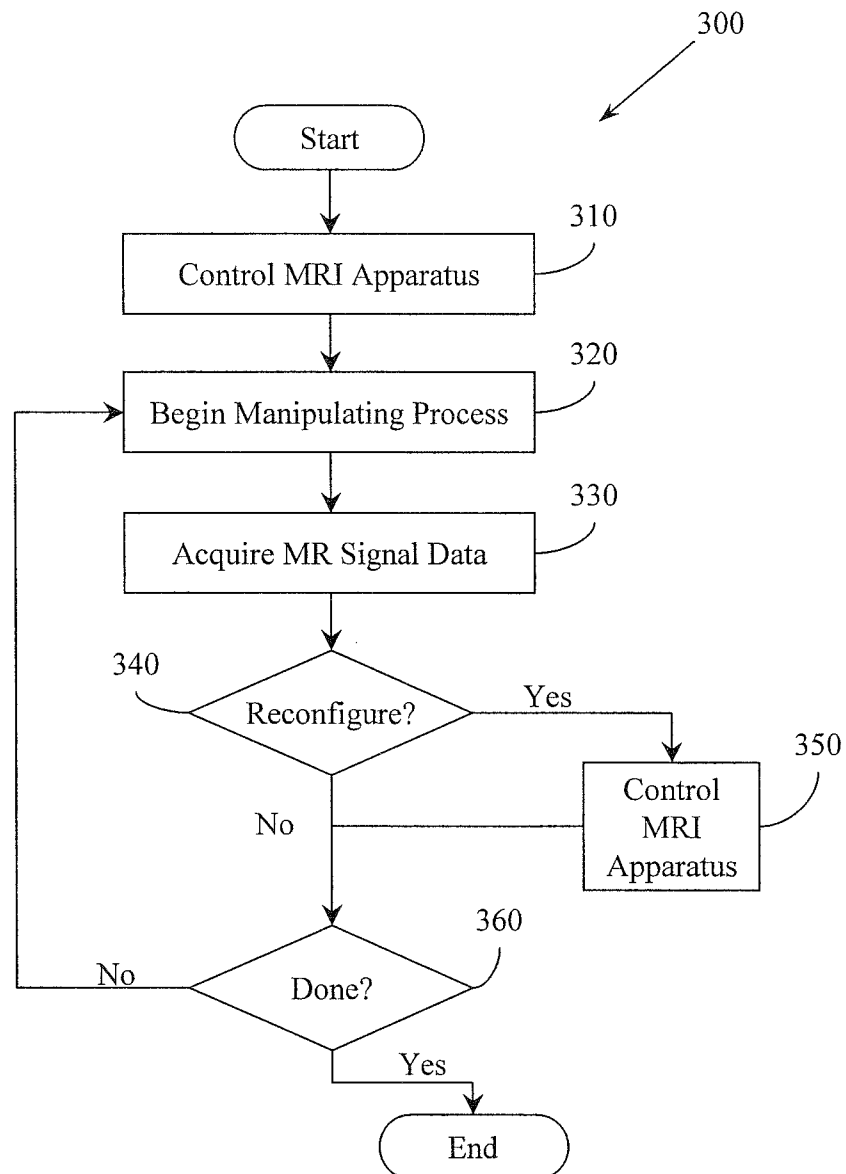 300
Start
310
Control MRI Apparatus
320
Begin Manipulating Process
330
Acquire MR Signal Data
340
Reconfigure?
Yes
350
Control
MRI
Apparatus
No
360
Done?
No
Yes
End